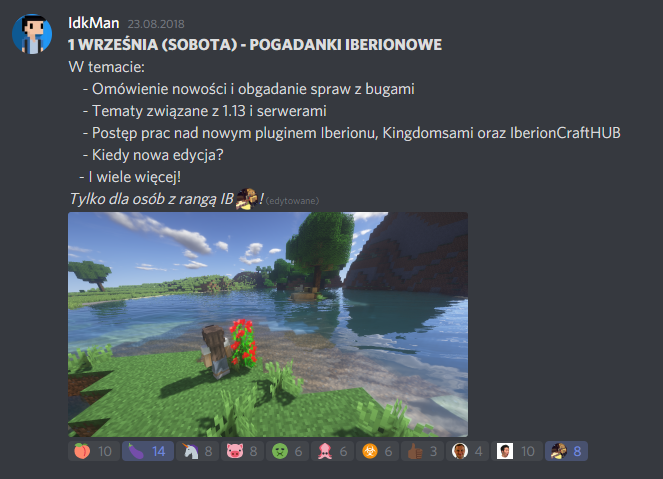 IdkMan 23.08.2018
1 WRZEŚNIA (SOBOTA) - POGADANKI IBERIONOWE
W temacie:
- Omówienie nowości i obgadanie spraw z bugami
- Tematy związane z 1.13 i serwerami
- Postęp prac nad nowym pluginem Iberionu, Kingdomsami oraz IberionCraftHUB
- Kiedy nowa edycja?
- I wiele więcej!
Tylko dla osób z rangą IB ! (edytowane)
10 14 8 8 6 6 6 3 4 10 8